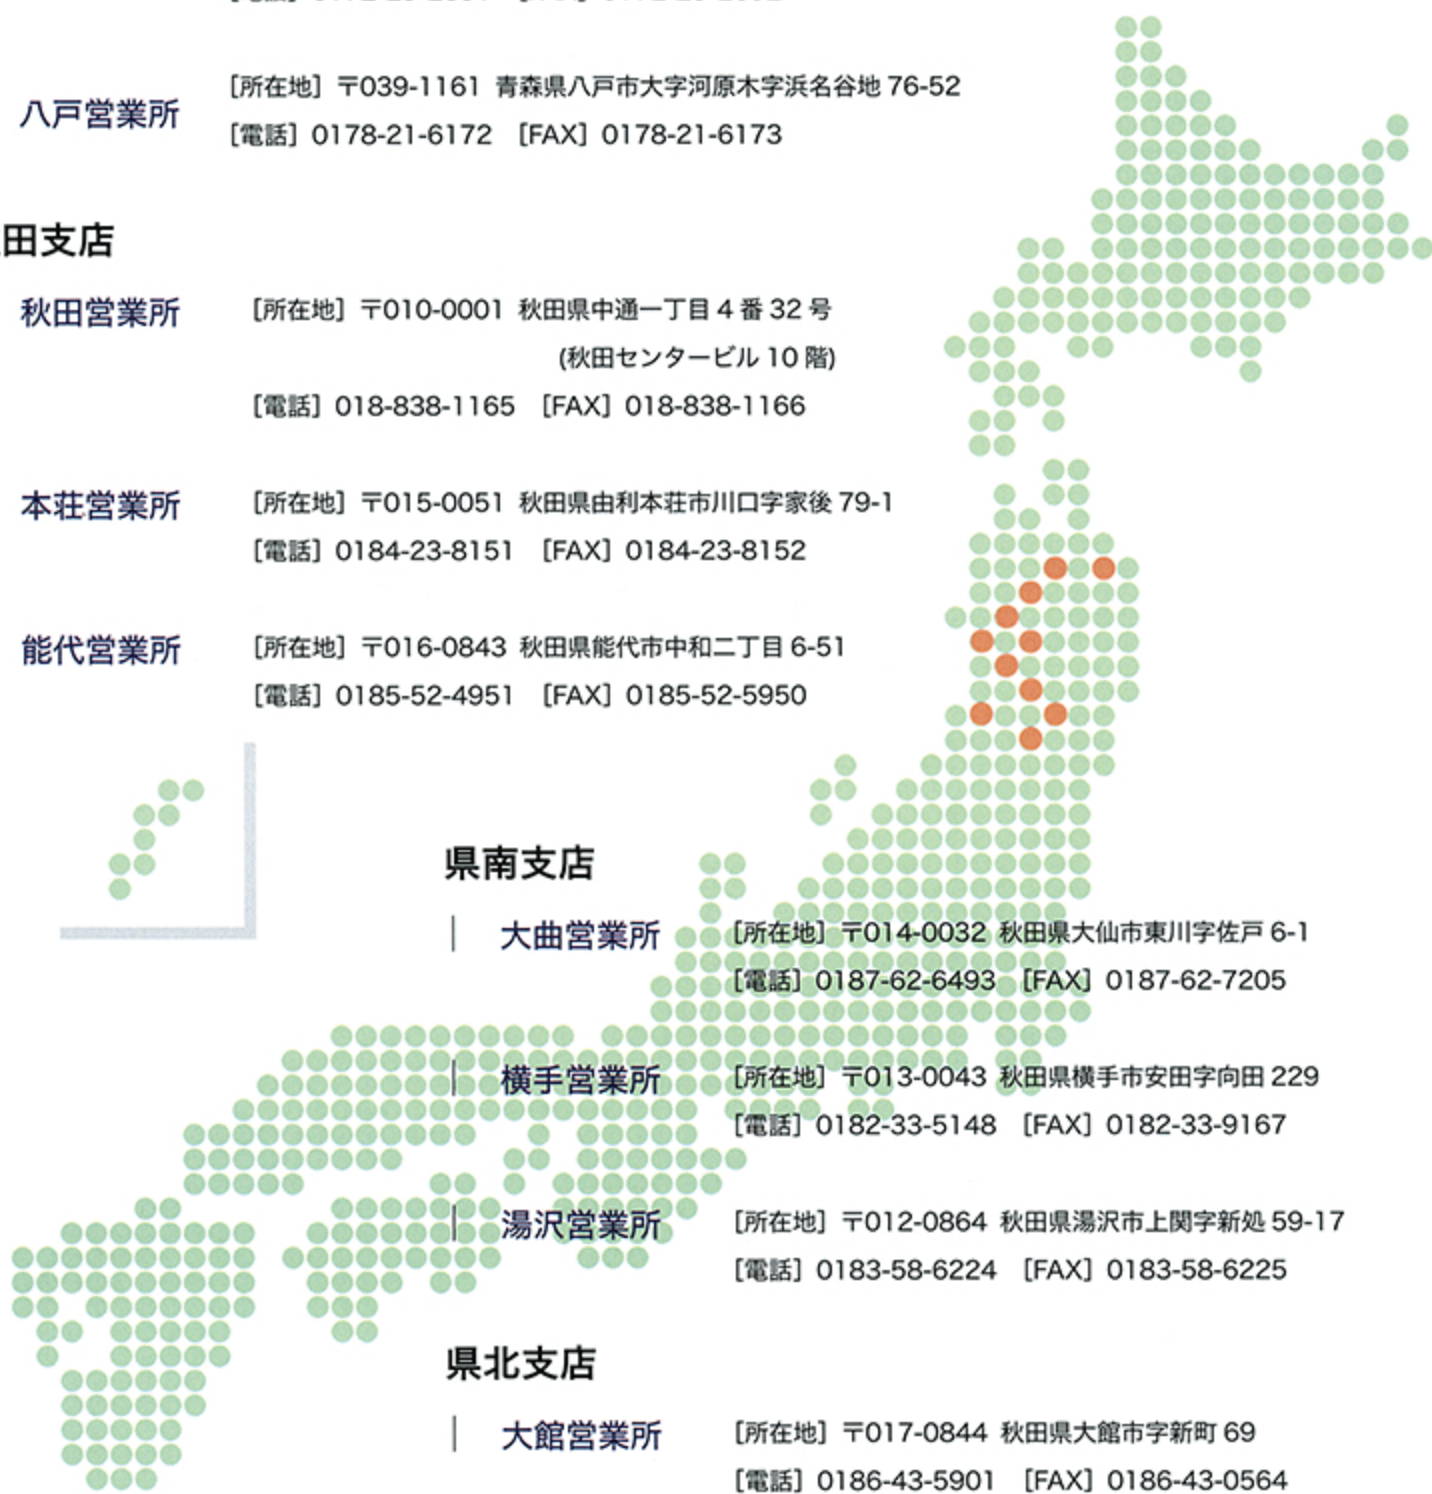 八戸営業所
［所在地］〒039-1161 青森県八戸市大字河原木字浜名谷地 76-52
［電話］0178-21-6172 ［FAX］0178-21-6173
田支店
秋田営業所
［所在地］〒010-0001 秋田県中通一丁目 4 番 32 号
(秋田センタービル 10 階)
［電話］018-838-1165 ［FAX］018-838-1166
本荘営業所
［所在地］〒015-0051 秋田県由利本荘市川口字家後 79-1
［電話］0184-23-8151 ［FAX］0184-23-8152
能代営業所
［所在地］〒016-0843 秋田県能代市中和二丁目 6-51
［電話］0185-52-4951 ［FAX］0185-52-5950
県南支店
大曲営業所
［所在地］〒014-0032 秋田県大仙市東川字佐戸 6-1
［電話］0187-62-6493 ［FAX］0187-62-7205
横手営業所
［所在地］〒013-0043 秋田県横手市安田字向田 229
［電話］0182-33-5148 ［FAX］0182-33-9167
湯沢営業所
［所在地］〒012-0864 秋田県湯沢市上関字新処 59-17
［電話］0183-58-6224 ［FAX］0183-58-6225
県北支店
大館営業所
［所在地］〒017-0844 秋田県大館市字新町 69
［電話］0186-43-5901 ［FAX］0186-43-0564